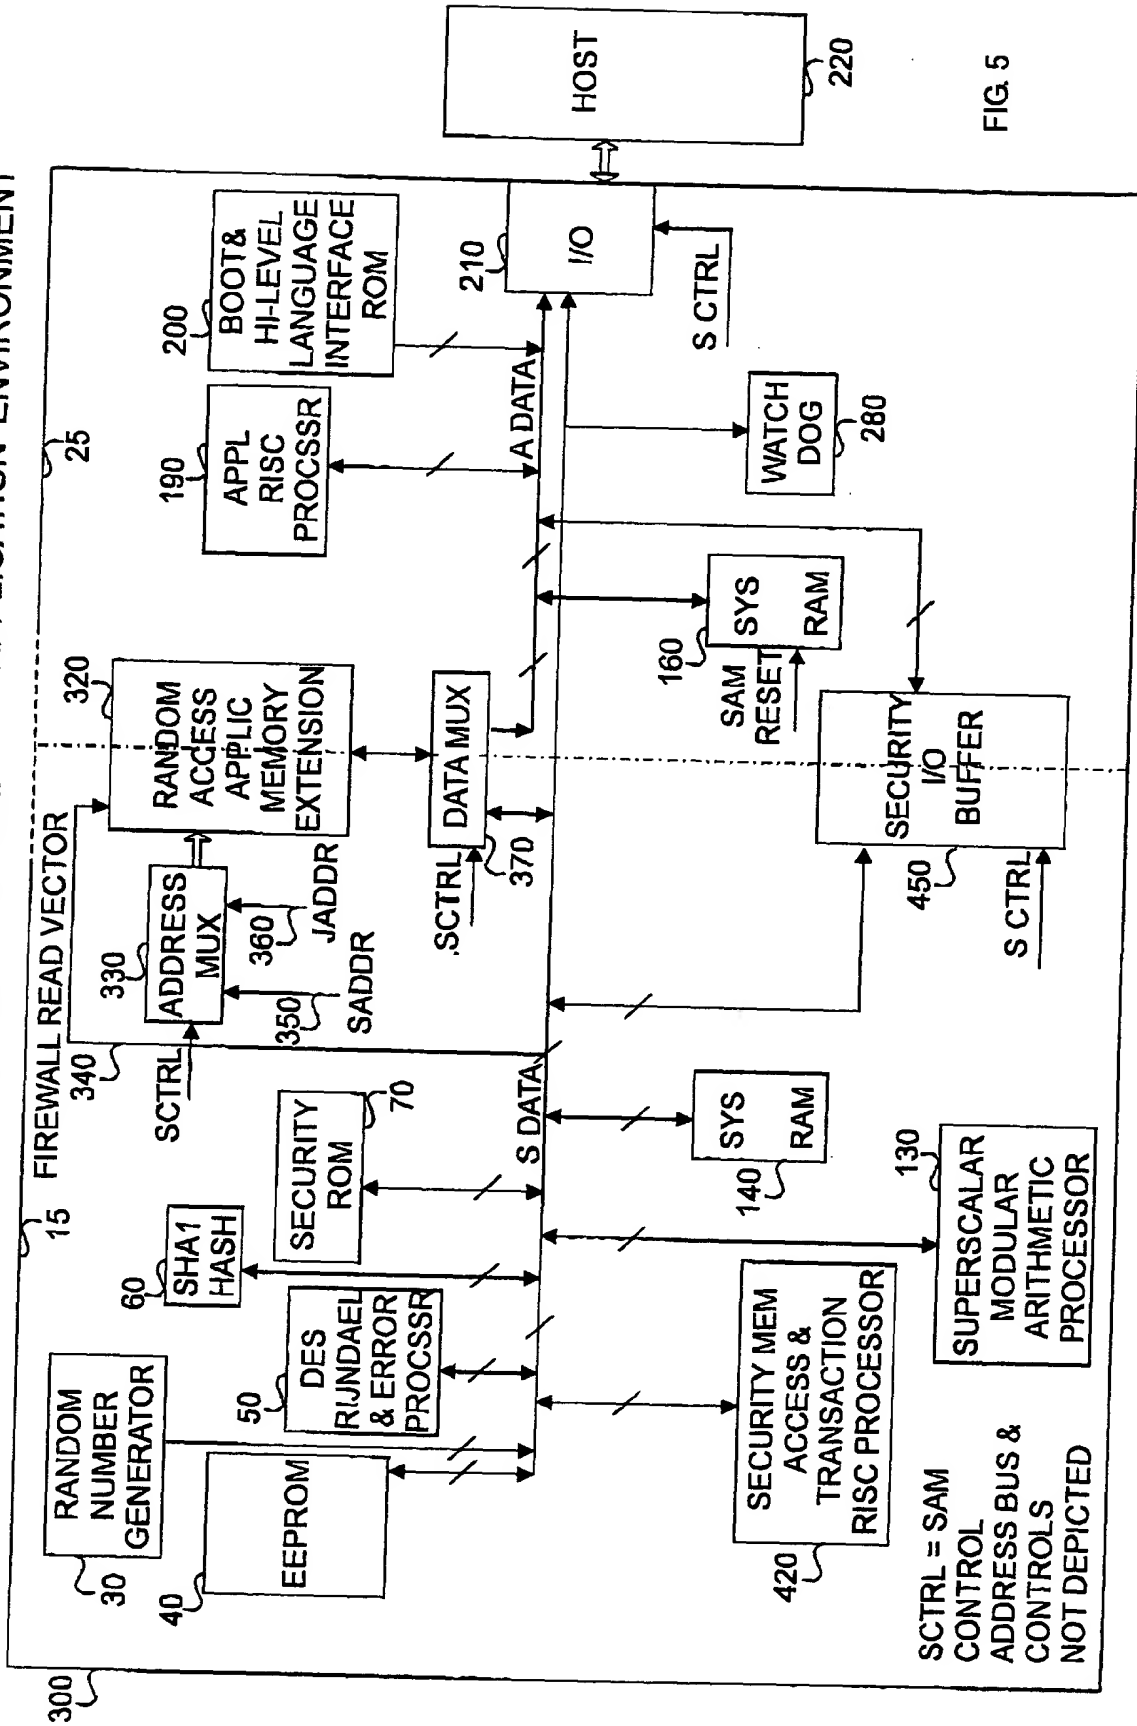 APPLICATION ENVIRONMENT
300
15
25
FIREWALL READ VECTOR
340
30
RANDOM
NUMBER
GENERATOR
40
EEPROM
50
DES
RIJNDAEL
& ERROR
PROCSSR
60
SHA1
HASH
SECURITY
ROM
70
SCTRL
330
ADDRESS
MUX
350
SADDR
360
JADDR
320
RANDOM
ACCESS
APPLIC
MEMORY
EXTENSION
.SCTRL
DATA MUX
370
190
APPL
RISC
PROCSSR
200
BOOT&
HI-LEVEL
LANGUAGE
INTERFACE
ROM
S DATA
A DATA
210
I/O
S CTRL
HOST
220
420
SECURITY MEM
ACCESS &
TRANSACTION
RISC PROCESSOR
130
SUPERSCALAR
MODULAR
ARITHMETIC
PROCESSOR
140
SYS
RAM
450
SECURITY
I/O
BUFFER
S CTRL
160
SYS
RAM
SAM
RESET
WATCH
DOG
280
SCTRL = SAM
CONTROL
ADDRESS BUS &
CONTROLS
NOT DEPICTED
FIG. 5